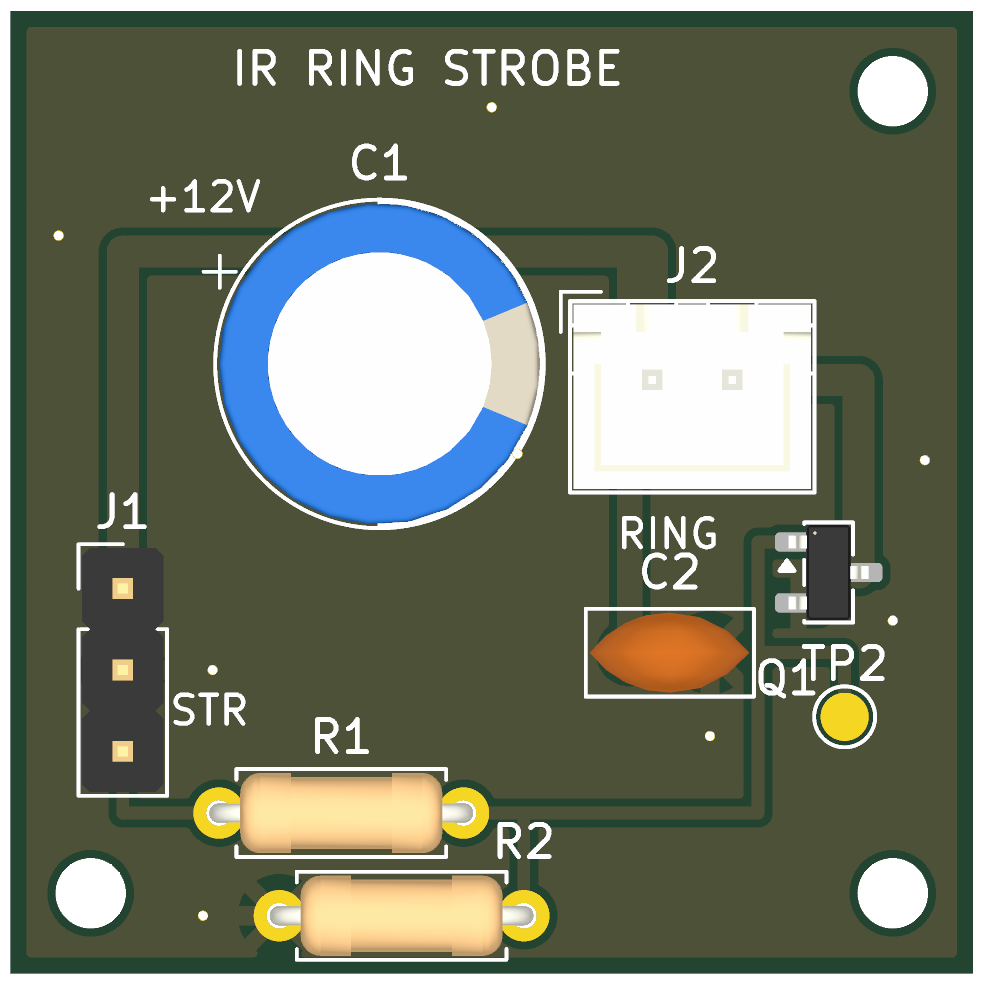 IR RING STROBE
C1
+12V
+
J2
J1
RING
C2
TP2
Q1
STR
R1
R2